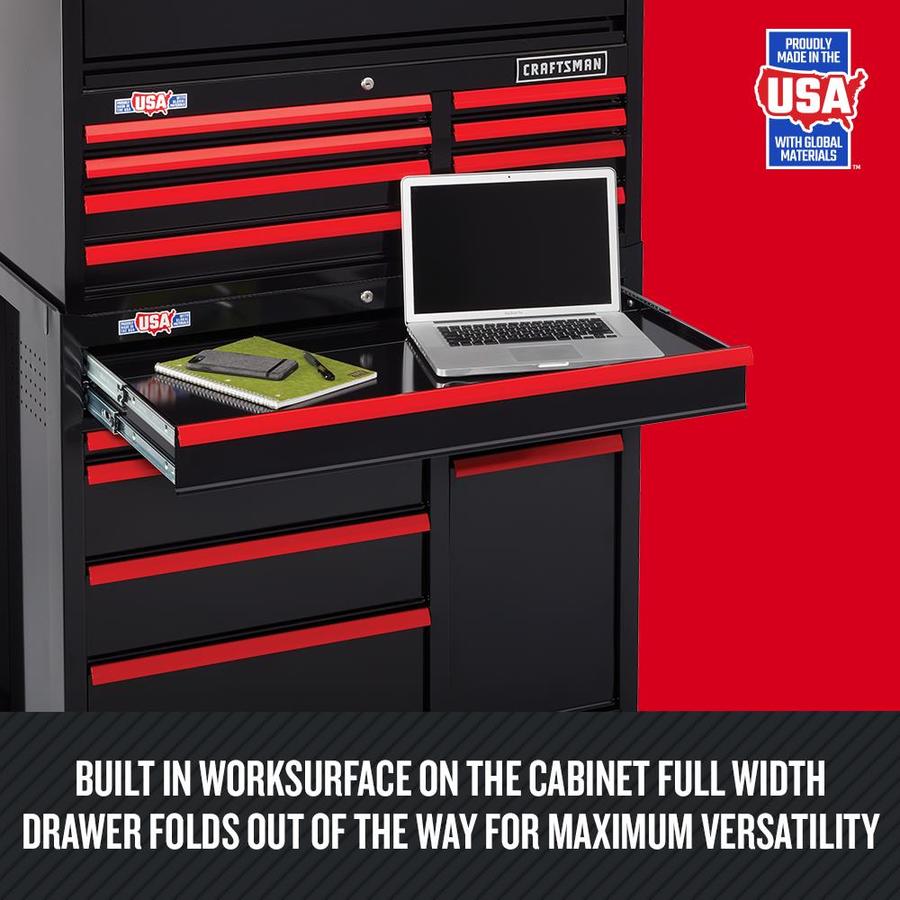 CRAFTSMAN
USA
PROUDLY
MADE IN THE
USA
WITH GLOBAL
MATERIALS
™
USA
BUILT IN WORKSURFACE ON THE CABINET FULL WIDTH
DRAWER FOLDS OUT OF THE WAY FOR MAXIMUM VERSATILITY